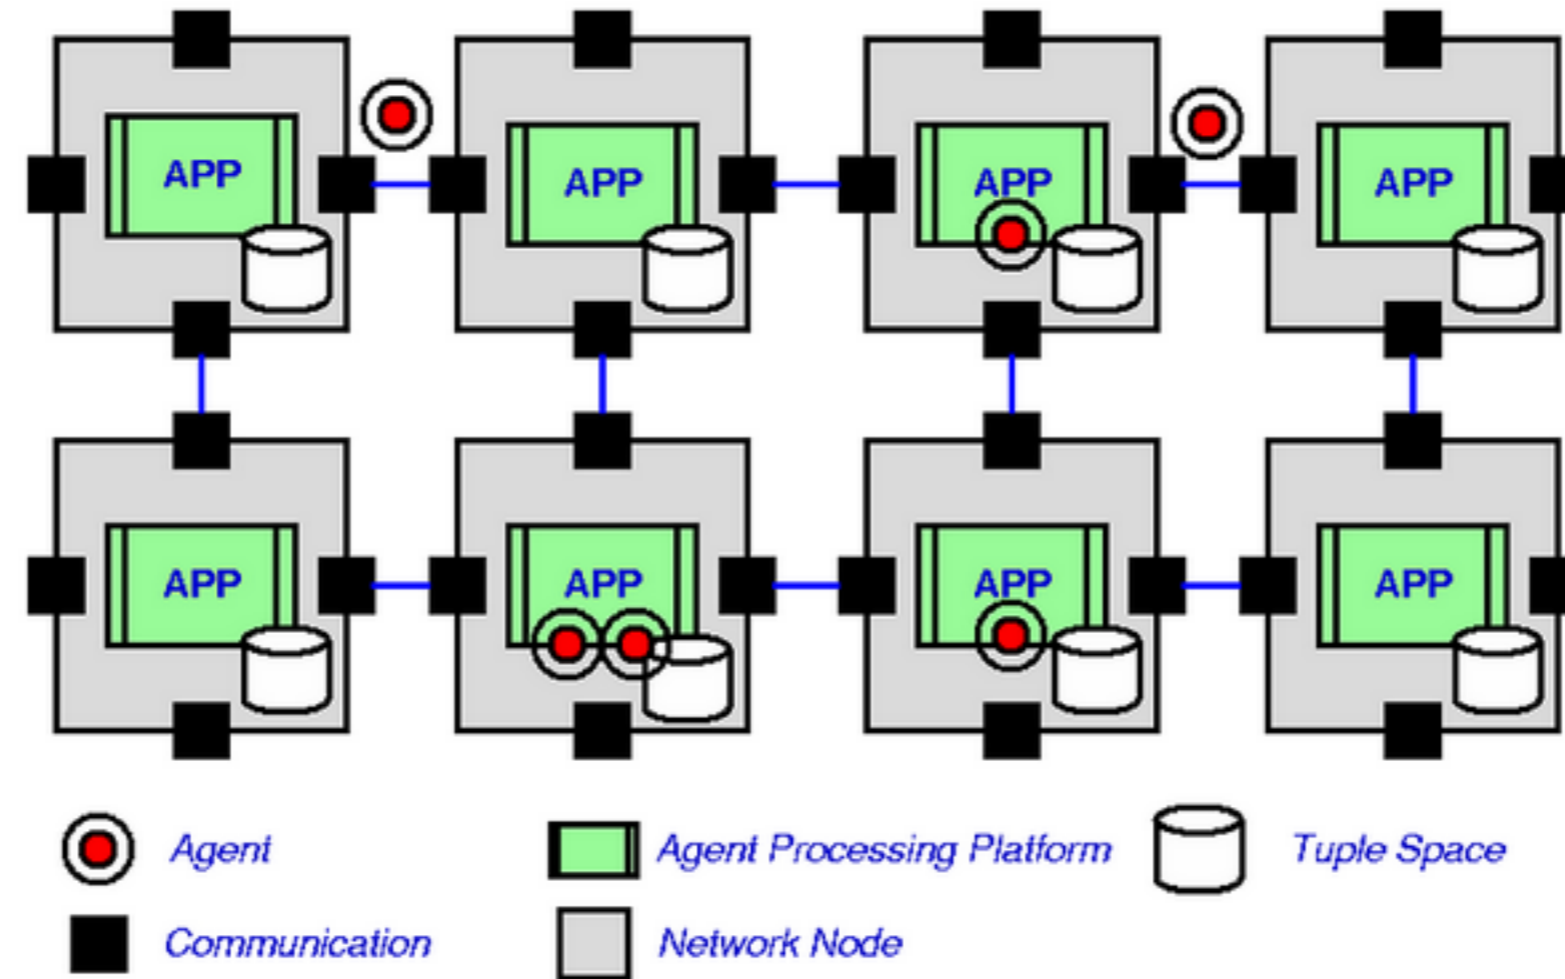 APP APP APP APP
APP APP APP APP
Agent Agent Processing Platform Tuple Space
Communication Network Node